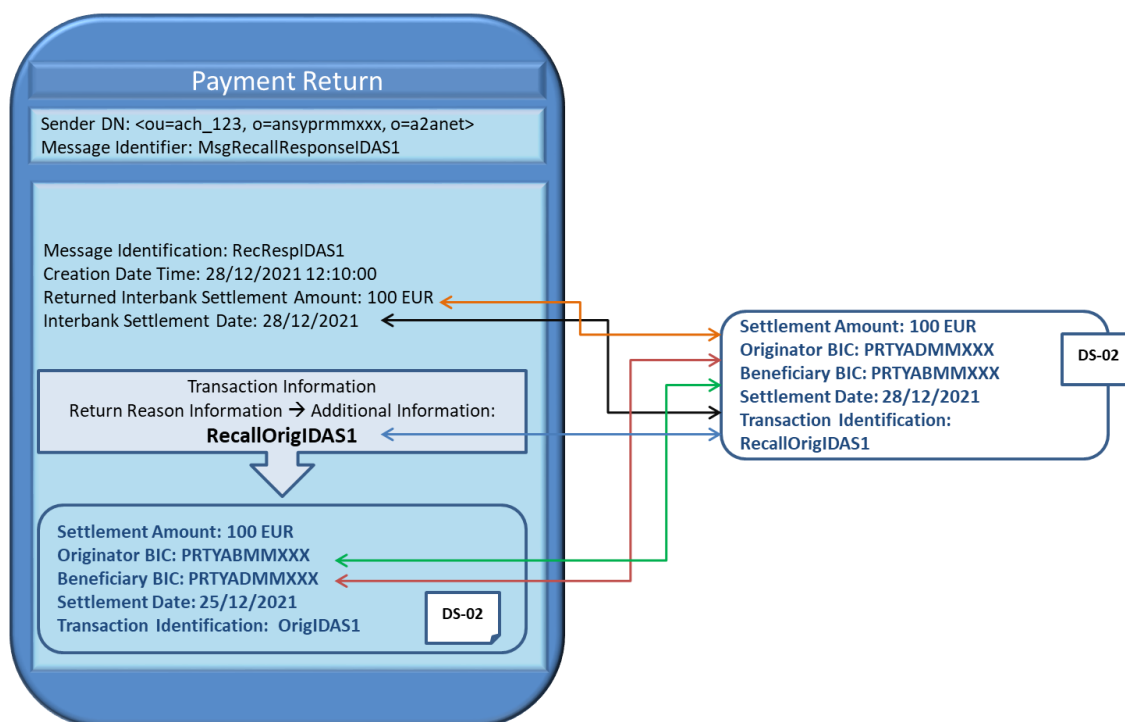 Payment Return
Sender DN: <ou=ach_123, o=ansyprmmxxx, o=a2anet>
Message Identifier: MsgRecallResponseIDAS1
Message Identification: RecRespIDAS1
Creation Date Time: 28/12/2021 12:10:00
Returned Interbank Settlement Amount: 100 EUR
Interbank Settlement Date: 28/12/2021
Transaction Information
Return Reason Information → Additional Information:
RecallOrigIDAS1
Settlement Amount: 100 EUR
Originator BIC: PRTYABMMXXX
Beneficiary BIC: PRTYADMMXXX
Settlement Date: 25/12/2021
Transaction Identification: OrigIDAS1
DS-02
Settlement Amount: 100 EUR
Originator BIC: PRTYADMMXXX
Beneficiary BIC: PRTYABMMXXX
Settlement Date: 28/12/2021
Transaction Identification:
RecallOrigIDAS1
DS-02